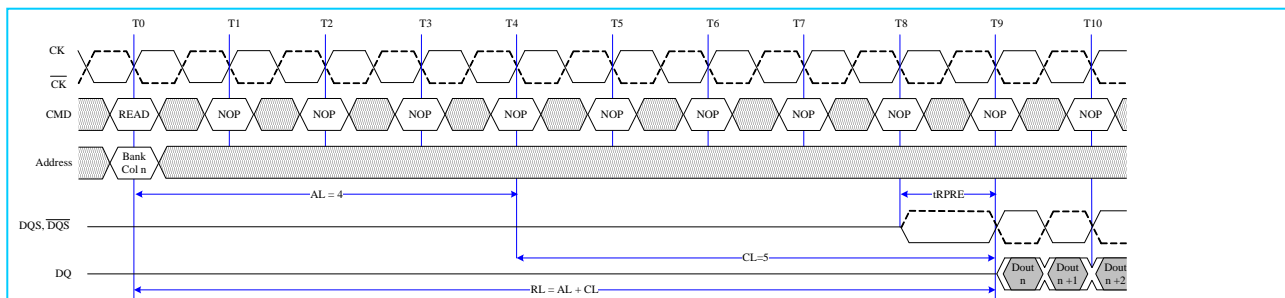 T0 T1 T2 T3 T4 T5 T6 T7 T8 T9 T10
CK
CK
CMD READ NOP NOP NOP NOP NOP NOP NOP NOP NOP NOP
Address Bank
Col n
AL = 4 tRPRE
DQS, DQS
CL=5
DQ Dout Dout Dout
n n +1 n +2
RL = AL + CL